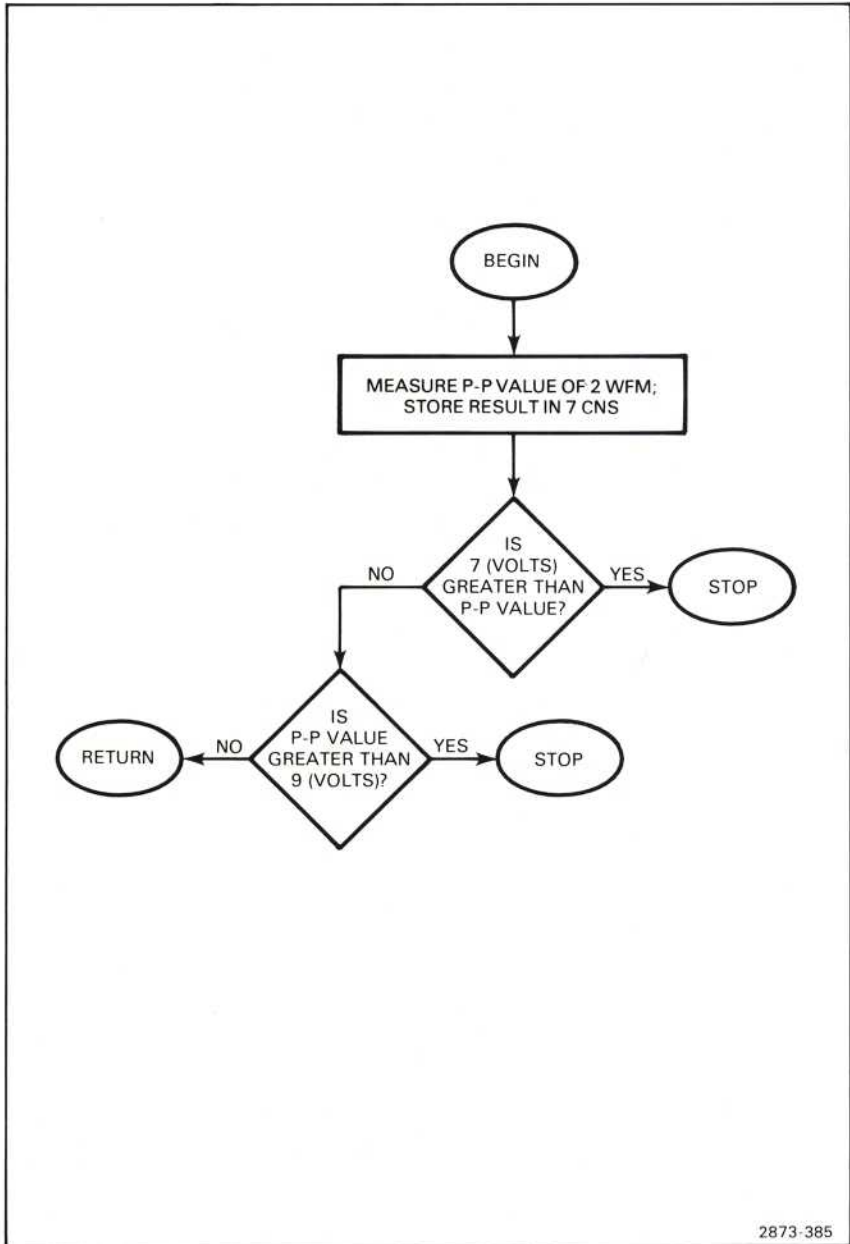 BEGIN
MEASURE P-P VALUE OF 2 WFM;
STORE RESULT IN 7 CNS
IS
7 (VOLTS)
GREATER THAN
P-P VALUE?
NO
YES
STOP
IS
P-P VALUE
GREATER THAN
9 (VOLTS)?
NO
RETURN
YES
STOP
2873-385